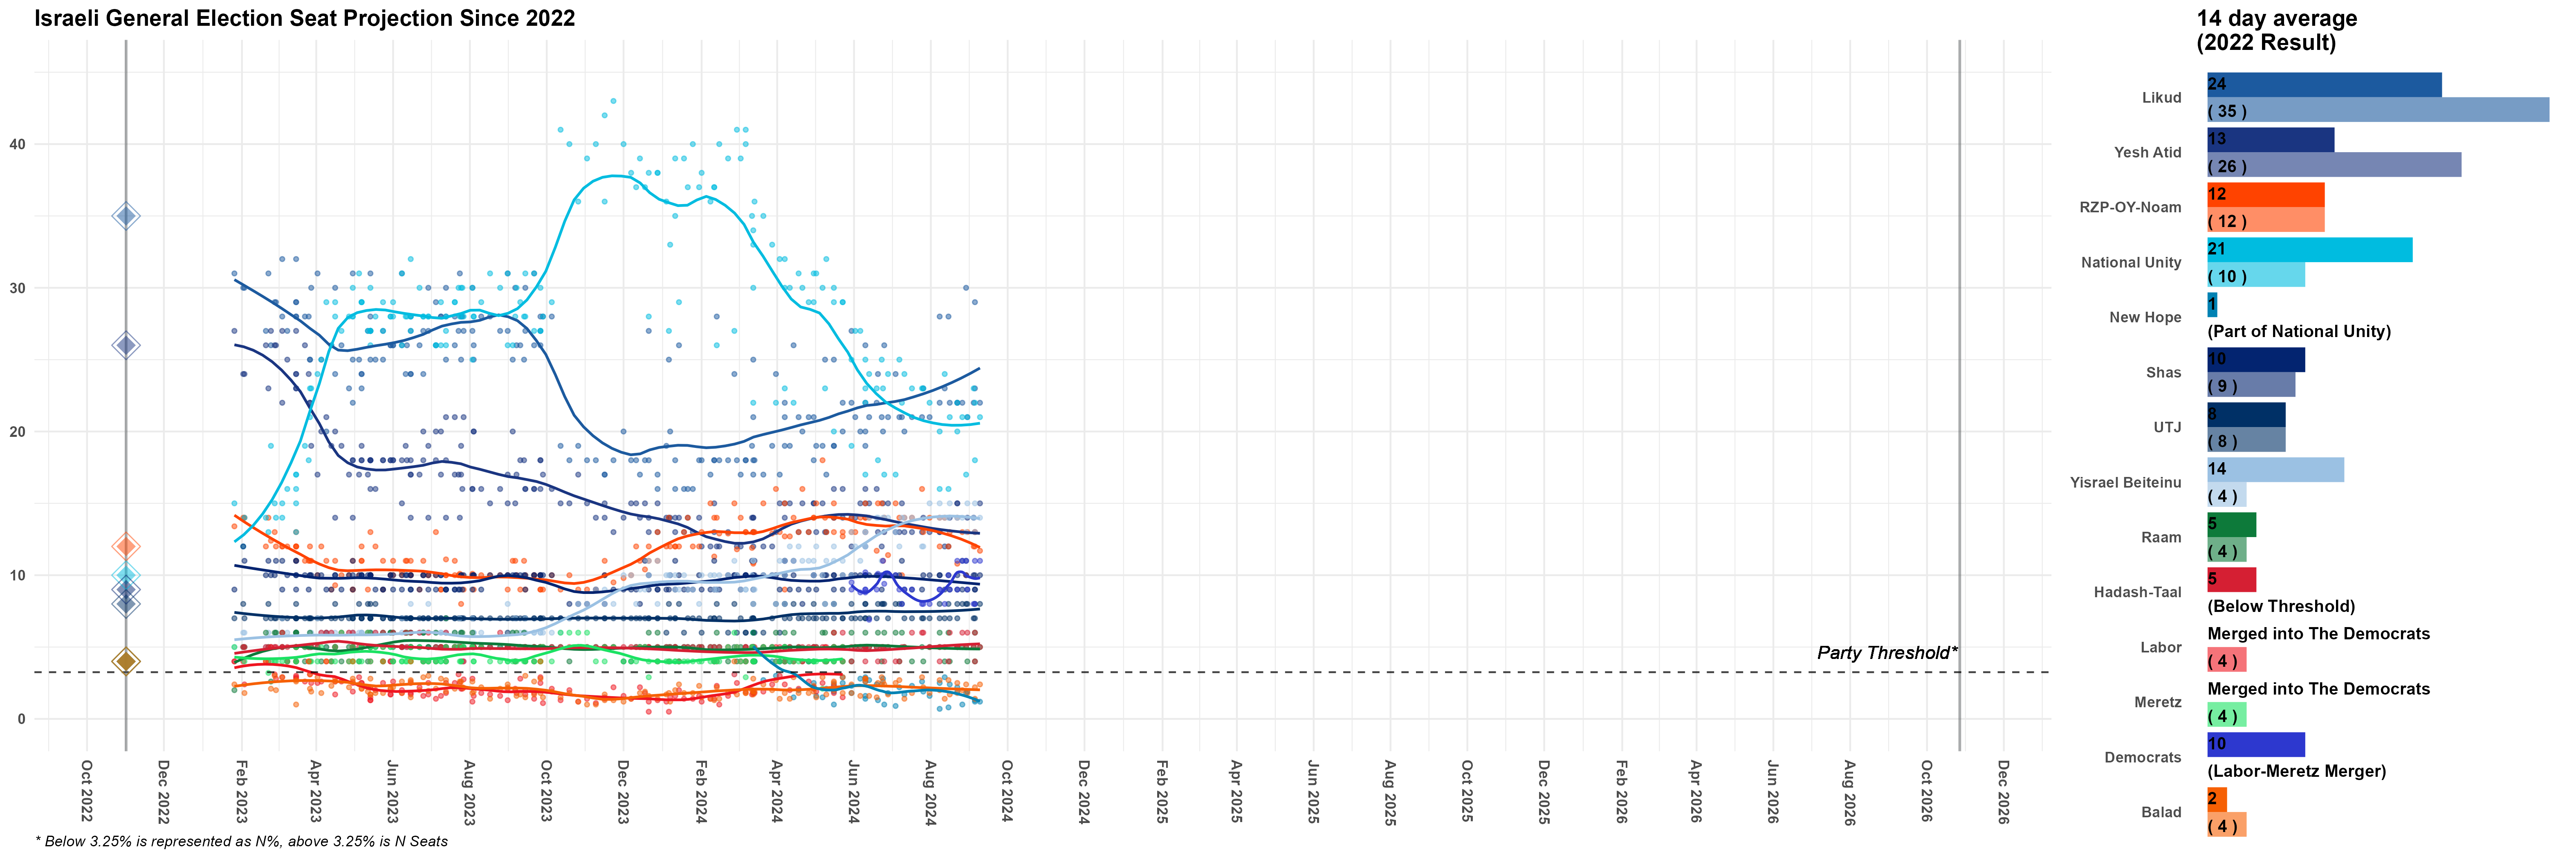 Israeli General Election Seat Projection Since 2022
40
30
20
10
0
Party Threshold*
Oct 2022
Dec 2022
Feb 2023
Apr 2023
Jun 2023
Aug 2023
Oct 2023
Dec 2023
Feb 2024
Apr 2024
Jun 2024
Aug 2024
Oct 2024
Dec 2024
Feb 2025
Apr 2025
Jun 2025
Aug 2025
Oct 2025
Dec 2025
Feb 2026
Apr 2026
Jun 2026
Aug 2026
Oct 2026
Dec 2026
* Below 3.25% is represented as N%, above 3.25% is N Seats
14 day average
(2022 Result)
Likud
24
( 35 )
Yesh Atid
13
( 26 )
RZP-OY-Noam
12
( 12 )
National Unity
21
( 10 )
New Hope
1
(Part of National Unity)
Shas
10
( 9 )
UTJ
8
( 8 )
Yisrael Beiteinu
14
( 4 )
Raam
5
( 4 )
Hadash-Taal
5
(Below Threshold)
Labor
Merged into The Democrats
( 4 )
Meretz
Merged into The Democrats
( 4 )
Democrats
10
(Labor-Meretz Merger)
Balad
2
( 4 )